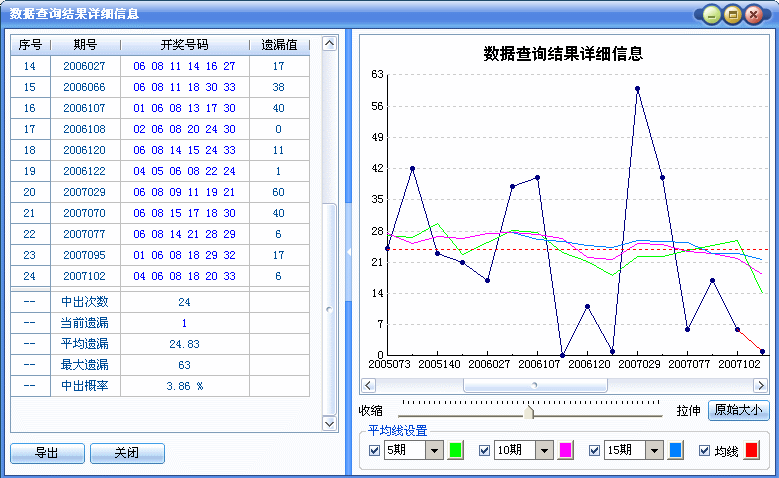 数据查询结果详细信息
序号 期号 开奖号码 遗漏值
14 2006027 06 08 11 14 16 27 17
15 2006066 06 08 11 18 30 33 38
16 2006107 01 06 08 13 17 30 40
17 2006108 02 06 08 20 24 30 0
18 2006120 06 08 14 15 24 33 11
19 2006122 04 05 06 08 22 24 1
20 2007029 06 08 09 11 19 21 60
21 2007070 06 08 15 17 18 30 40
22 2007077 06 08 14 21 28 29 6
23 2007095 01 06 08 18 29 32 17
24 2007102 04 06 08 18 20 33 6
-- 中出次数 24
-- 当前遗漏 1
-- 平均遗漏 24.83
-- 最大遗漏 63
-- 中出概率 3.86 %
导出 关闭
数据查询结果详细信息
63
56
49
42
35
28
21
14
7
0
2005073 2005140 2006027 2006107 2006120 2007029 2007077 2007102
收缩 拉伸 原始大小
平均线设置
5期 10期 15期 均线